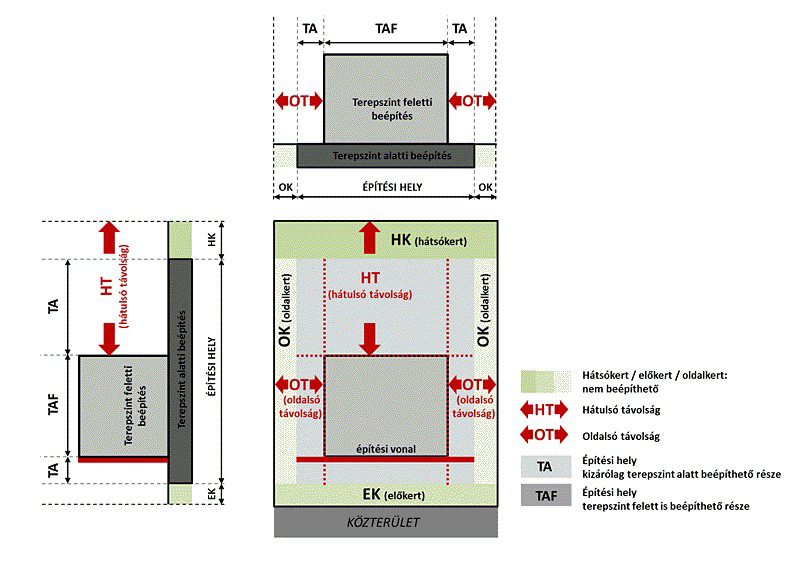 TA TAF TA
OT OT
Terepszint feletti
beépítés
Terepszint alatti beépítés
OK ÉPÍTÉSI HELY OK
HK
HT
(hátulsó távolság)
TA
TAF
TA
Terepszint feletti
beépítés
Terepszint alatti beépítés
ÉPÍTÉSI HELY
EK
HK (hátsókert)
HT
(hátulsó távolság)
OK (oldalkert)
OK (oldalkert)
OT
(oldalsó
távolság)
OT
(oldalsó
távolság)
építési vonal
EK (előkert)
KÖZTERÜLET
Hátsókert / előkert / oldalkert:
nem beépíthető
HT Hátulsó távolság
OT Oldalsó távolság
TA Építési hely
kizárólag terepszint alatt beépíthető része
TAF Építési hely
terepszint felett is beépíthető része